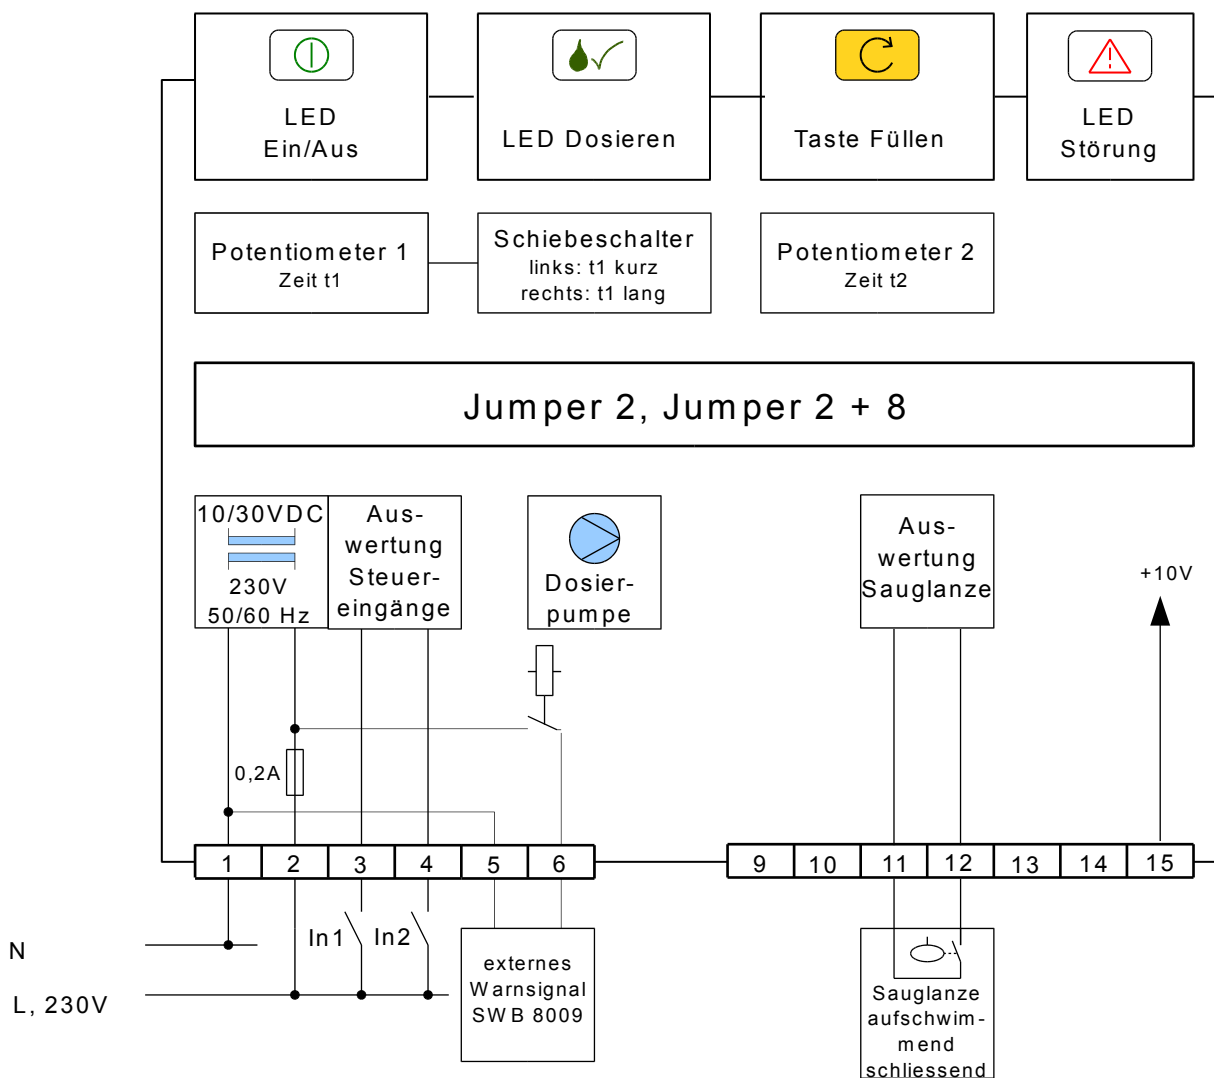 LED
Ein/Aus
LED Dosieren
Taste Füllen
LED
Störung
Potentiometer 1
Zeit t1
Schiebeschalter
links: t1 kurz
rechts: t1 lang
Potentiometer 2
Zeit t2
Jumper 2, Jumper 2 + 8
10/30VDC
230V
50/60 Hz
Aus-
wertung
Steuer-
eingänge
Dosier-
pumpe
Aus-
wertung
Sauglanze
+10V
0,2A
1 2 3 4 5 6
9 10 11 12 13 14 15
In1
In2
N
L, 230V
externes
Warnsignal
SWB 8009
Sauglanze
aufschwim-
mend
schliessend